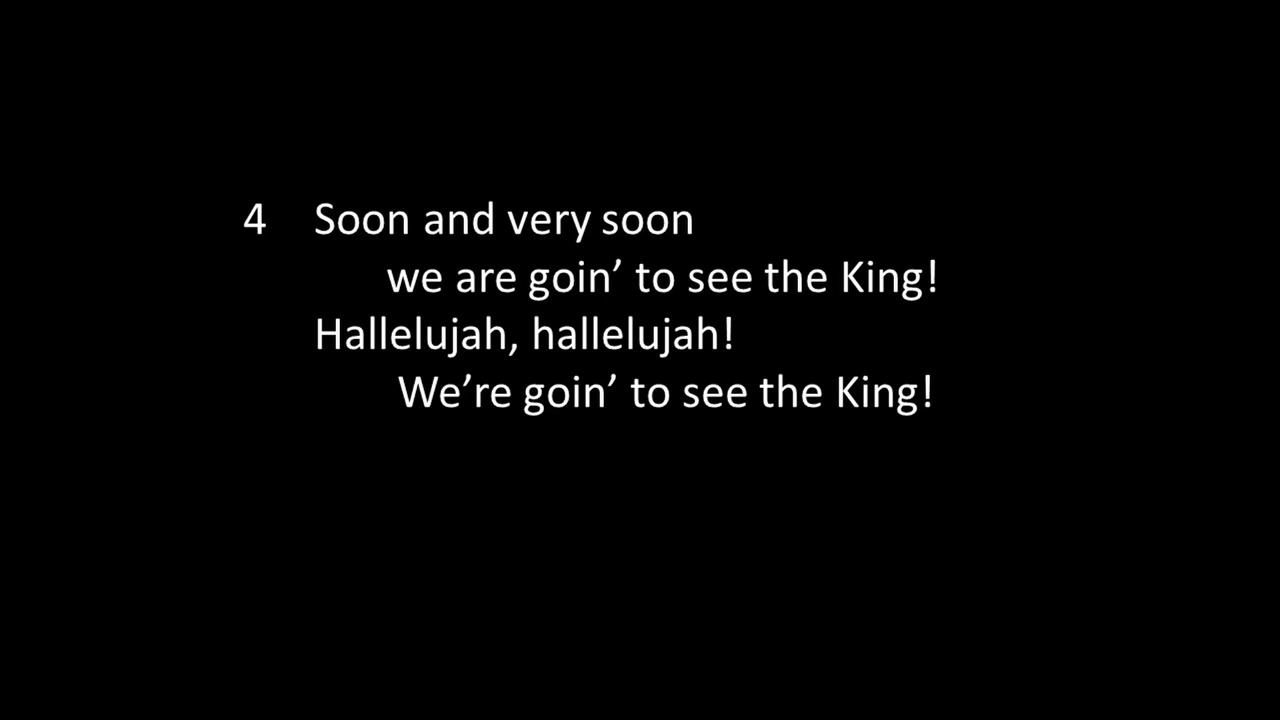 4 Soon and very soon
we are goin’ to see the King!
Hallelujah, hallelujah!
We’re goin’ to see the King!